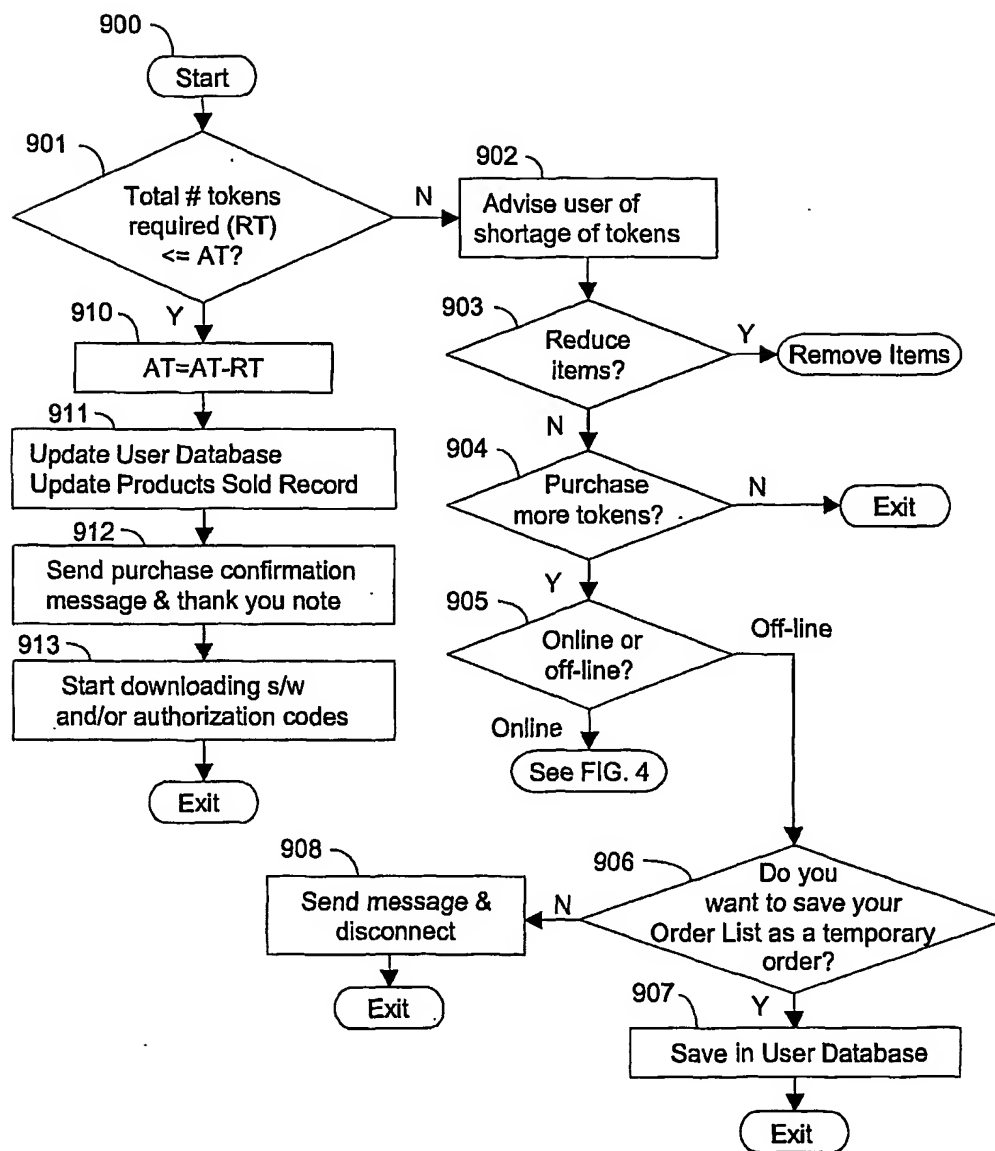 900
Start
901
Total # tokens
required (RT)
<= AT?
N
902
Advise user of
shortage of tokens
Y
910
AT=AT-RT
911
Update User Database
Update Products Sold Record
912
Send purchase confirmation
message & thank you note
913
Start downloading s/w
and/or authorization codes
Exit
903
Reduce
items?
Y
Remove Items
N
904
Purchase
more tokens?
N
Exit
Y
905
Online or
off-line?
Off-line
Online
See FIG. 4
906
Do you
want to save your
Order List as a temporary
order?
N
908
Send message &
disconnect
Exit
Y
907
Save in User Database
Exit